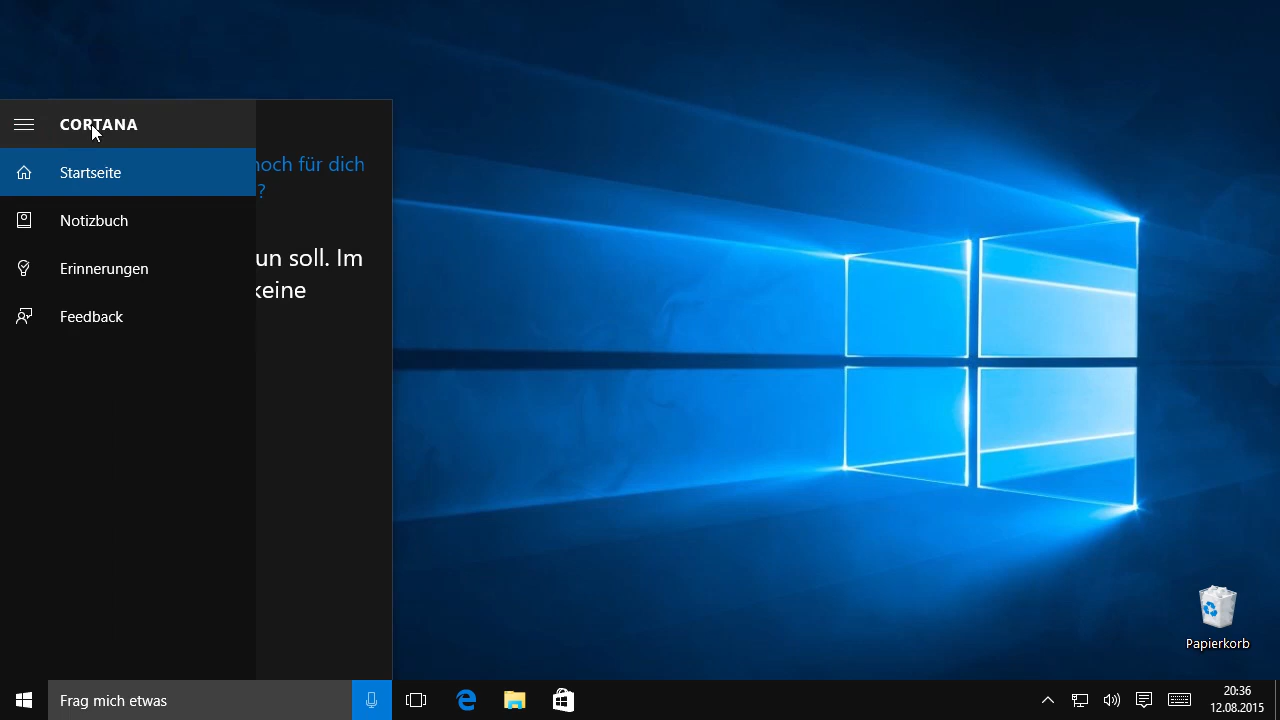 CORTANA
noch für dich
?
Startseite
Notizbuch
un soll. Im
Erinnerungen
keine
Feedback
Papierkorb
Frag mich etwas
20:36
12.08.2015